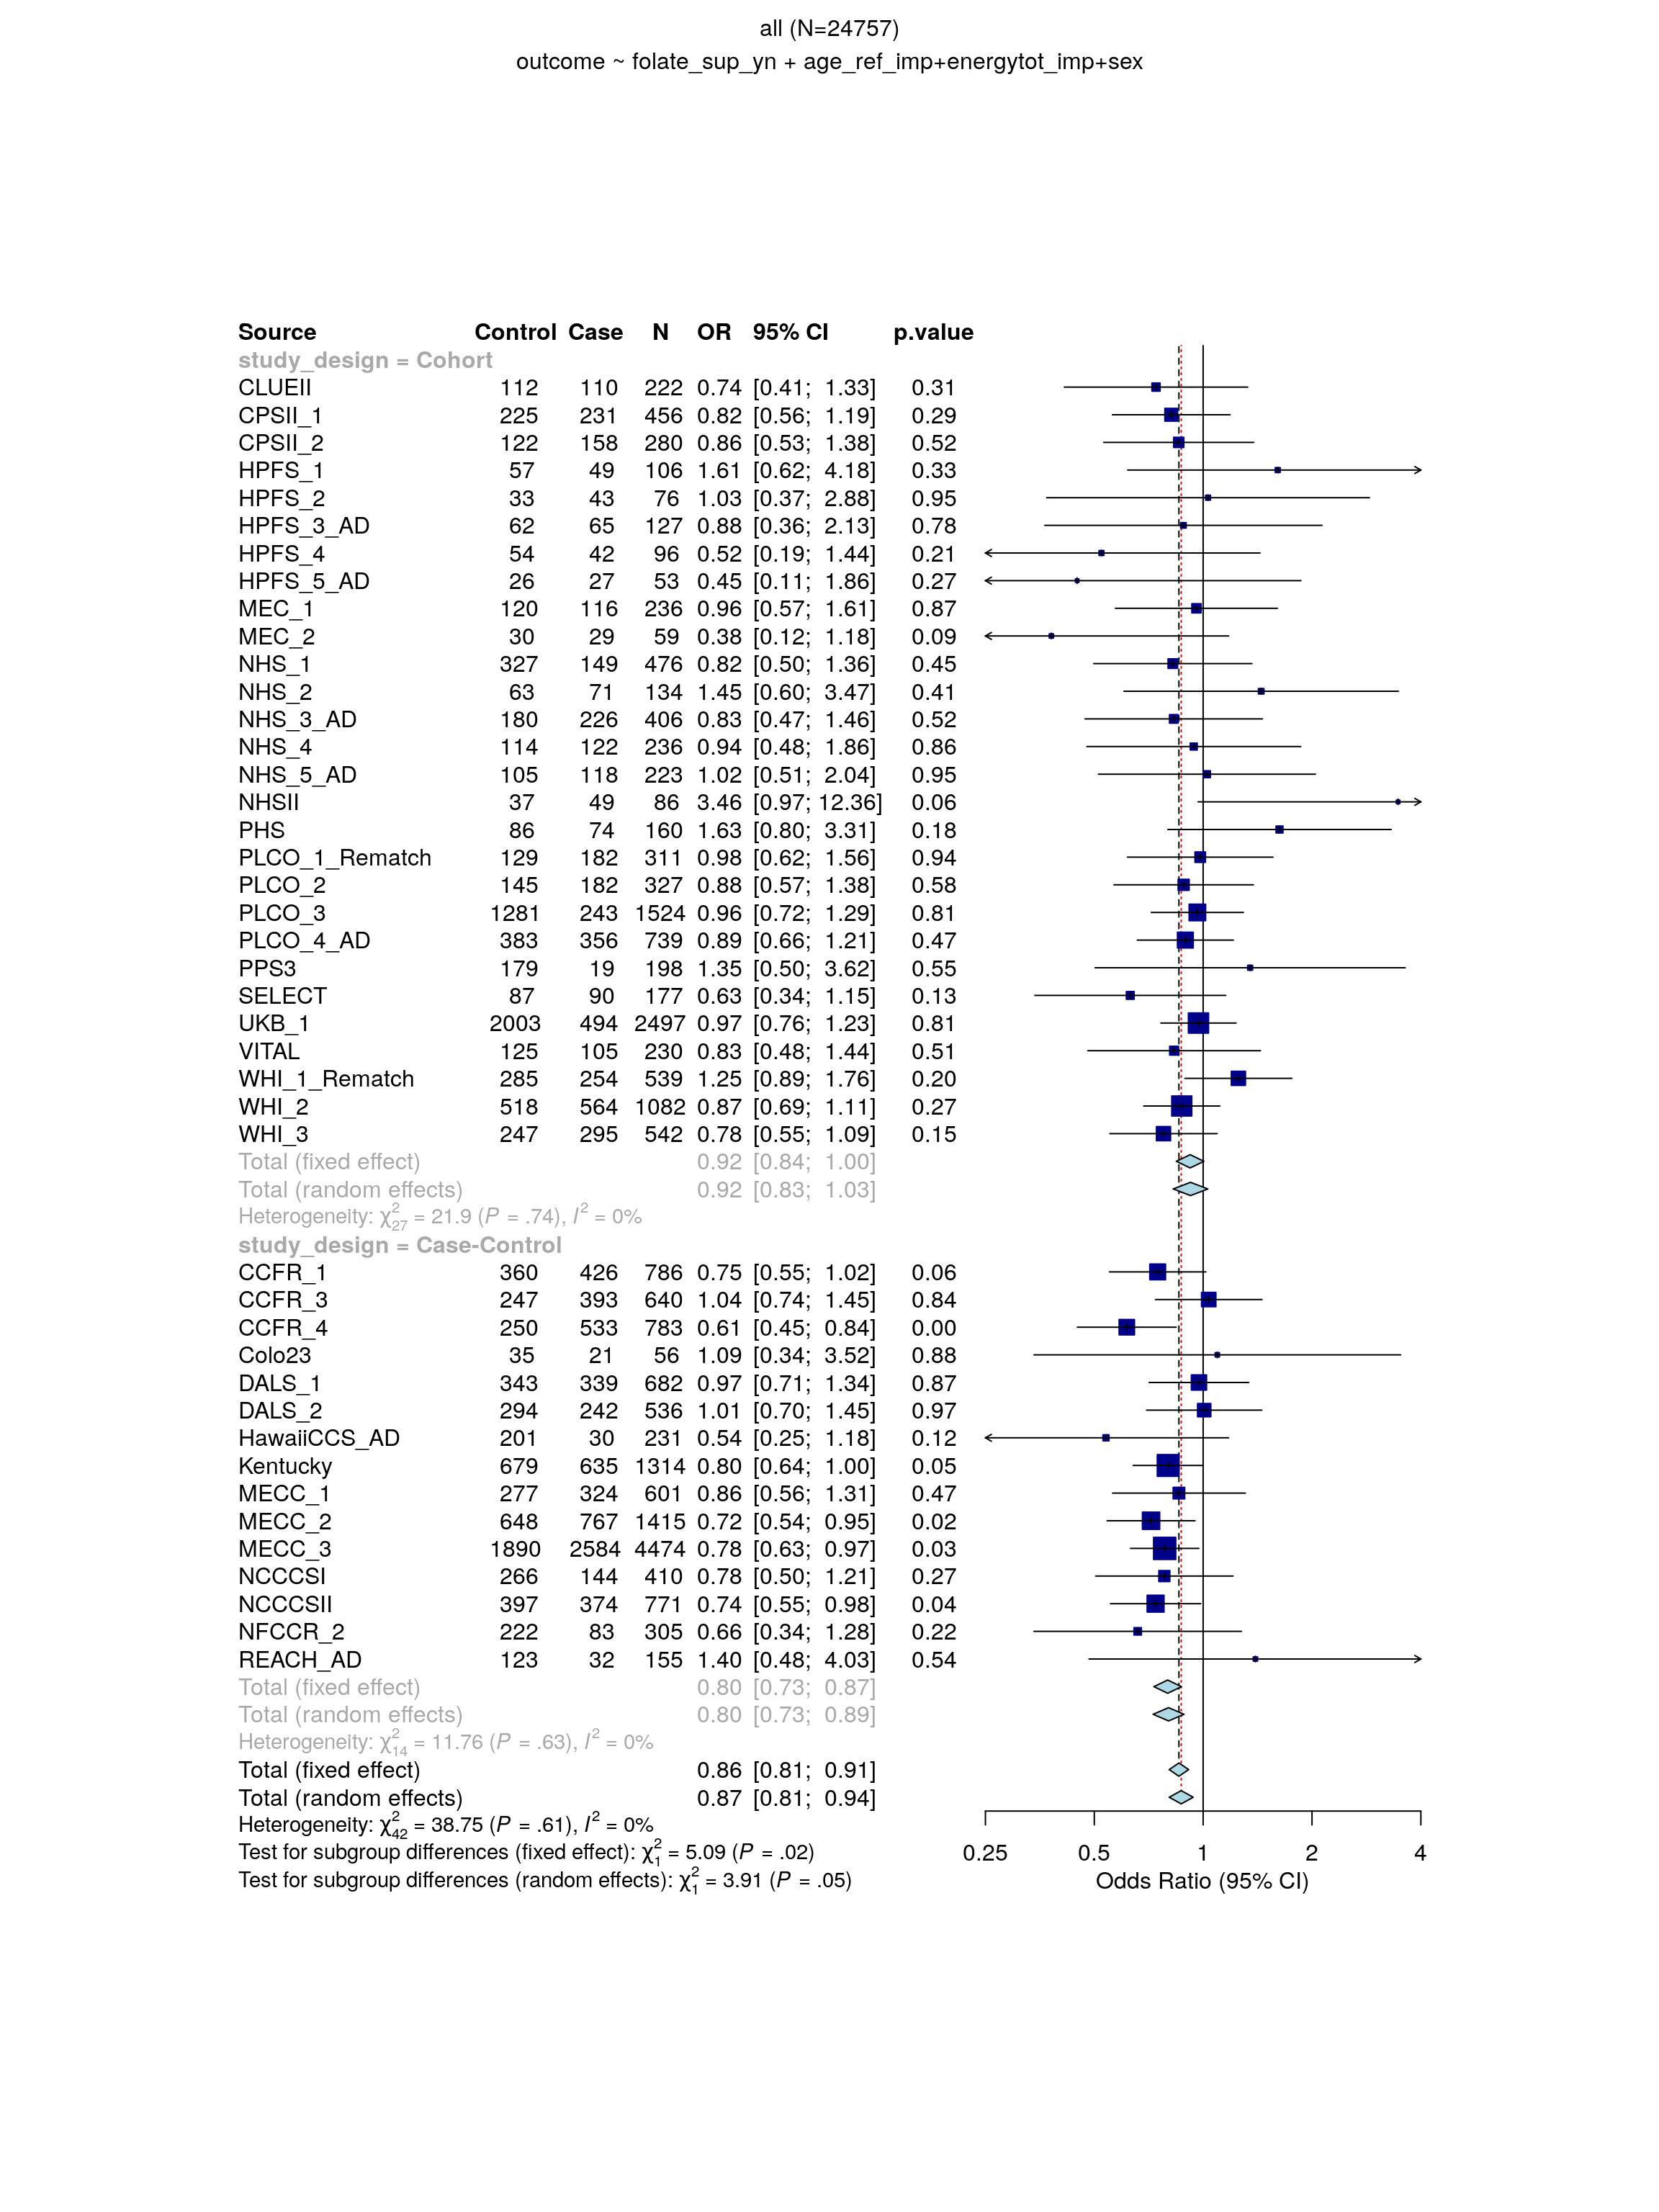 all (N=24757)
outcome ~ folate_sup_yn + age_ref_imp+energytot_imp+sex
Source Control Case N OR 95% CI p.value
study_design = Cohort
CLUEII 112 110 222 0.74 [0.41; 1.33] 0.31
CPSII_1 225 231 456 0.82 [0.56; 1.19] 0.29
CPSII_2 122 158 280 0.86 [0.53; 1.38] 0.52
HPFS_1 57 49 106 1.61 [0.62; 4.18] 0.33
HPFS_2 33 43 76 1.03 [0.37; 2.88] 0.95
HPFS_3_AD 62 65 127 0.88 [0.36; 2.13] 0.78
HPFS_4 54 42 96 0.52 [0.19; 1.44] 0.21
HPFS_5_AD 26 27 53 0.45 [0.11; 1.86] 0.27
MEC_1 120 116 236 0.96 [0.57; 1.61] 0.87
MEC_2 30 29 59 0.38 [0.12; 1.18] 0.09
NHS_1 327 149 476 0.82 [0.50; 1.36] 0.45
NHS_2 63 71 134 1.45 [0.60; 3.47] 0.41
NHS_3_AD 180 226 406 0.83 [0.47; 1.46] 0.52
NHS_4 114 122 236 0.94 [0.48; 1.86] 0.86
NHS_5_AD 105 118 223 1.02 [0.51; 2.04] 0.95
NHSII 37 49 86 3.46 [0.97; 12.36] 0.06
PHS 86 74 160 1.63 [0.80; 3.31] 0.18
PLCO_1_Rematch 129 182 311 0.98 [0.62; 1.56] 0.94
PLCO_2 145 182 327 0.88 [0.57; 1.38] 0.58
PLCO_3 1281 243 1524 0.96 [0.72; 1.29] 0.81
PLCO_4_AD 383 356 739 0.89 [0.66; 1.21] 0.47
PPS3 179 19 198 1.35 [0.50; 3.62] 0.55
SELECT 87 90 177 0.63 [0.34; 1.15] 0.13
UKB_1 2003 494 2497 0.97 [0.76; 1.23] 0.81
VITAL 125 105 230 0.83 [0.48; 1.44] 0.51
WHI_1_Rematch 285 254 539 1.25 [0.89; 1.76] 0.20
WHI_2 518 564 1082 0.87 [0.69; 1.11] 0.27
WHI_3 247 295 542 0.78 [0.55; 1.09] 0.15
Total (fixed effect) 0.92 [0.84; 1.00]
Total (random effects) 0.92 [0.83; 1.03]
Heterogeneity: χ²₂₇ = 21.9 (P = .74), I² = 0%
study_design = Case-Control
CCFR_1 360 426 786 0.75 [0.55; 1.02] 0.06
CCFR_3 247 393 640 1.04 [0.74; 1.45] 0.84
CCFR_4 250 533 783 0.61 [0.45; 0.84] 0.00
Colo23 35 21 56 1.09 [0.34; 3.52] 0.88
DALS_1 343 339 682 0.97 [0.71; 1.34] 0.87
DALS_2 294 242 536 1.01 [0.70; 1.45] 0.97
HawaiiCCS_AD 201 30 231 0.54 [0.25; 1.18] 0.12
Kentucky 679 635 1314 0.80 [0.64; 1.00] 0.05
MECC_1 277 324 601 0.86 [0.56; 1.31] 0.47
MECC_2 648 767 1415 0.72 [0.54; 0.95] 0.02
MECC_3 1890 2584 4474 0.78 [0.63; 0.97] 0.03
NCCCSI 266 144 410 0.78 [0.50; 1.21] 0.27
NCCCSII 397 374 771 0.74 [0.55; 0.98] 0.04
NFCCR_2 222 83 305 0.66 [0.34; 1.28] 0.22
REACH_AD 123 32 155 1.40 [0.48; 4.03] 0.54
Total (fixed effect) 0.80 [0.73; 0.87]
Total (random effects) 0.80 [0.73; 0.89]
Heterogeneity: χ²₁₄ = 11.76 (P = .63), I² = 0%
Total (fixed effect) 0.86 [0.81; 0.91]
Total (random effects) 0.87 [0.81; 0.94]
Heterogeneity: χ²₄₂ = 38.75 (P = .61), I² = 0%
Test for subgroup differences (fixed effect): χ²₁ = 5.09 (P = .02)
Test for subgroup differences (random effects): χ²₁ = 3.91 (P = .05)
0.25 0.5 1 2 4
Odds Ratio (95% CI)